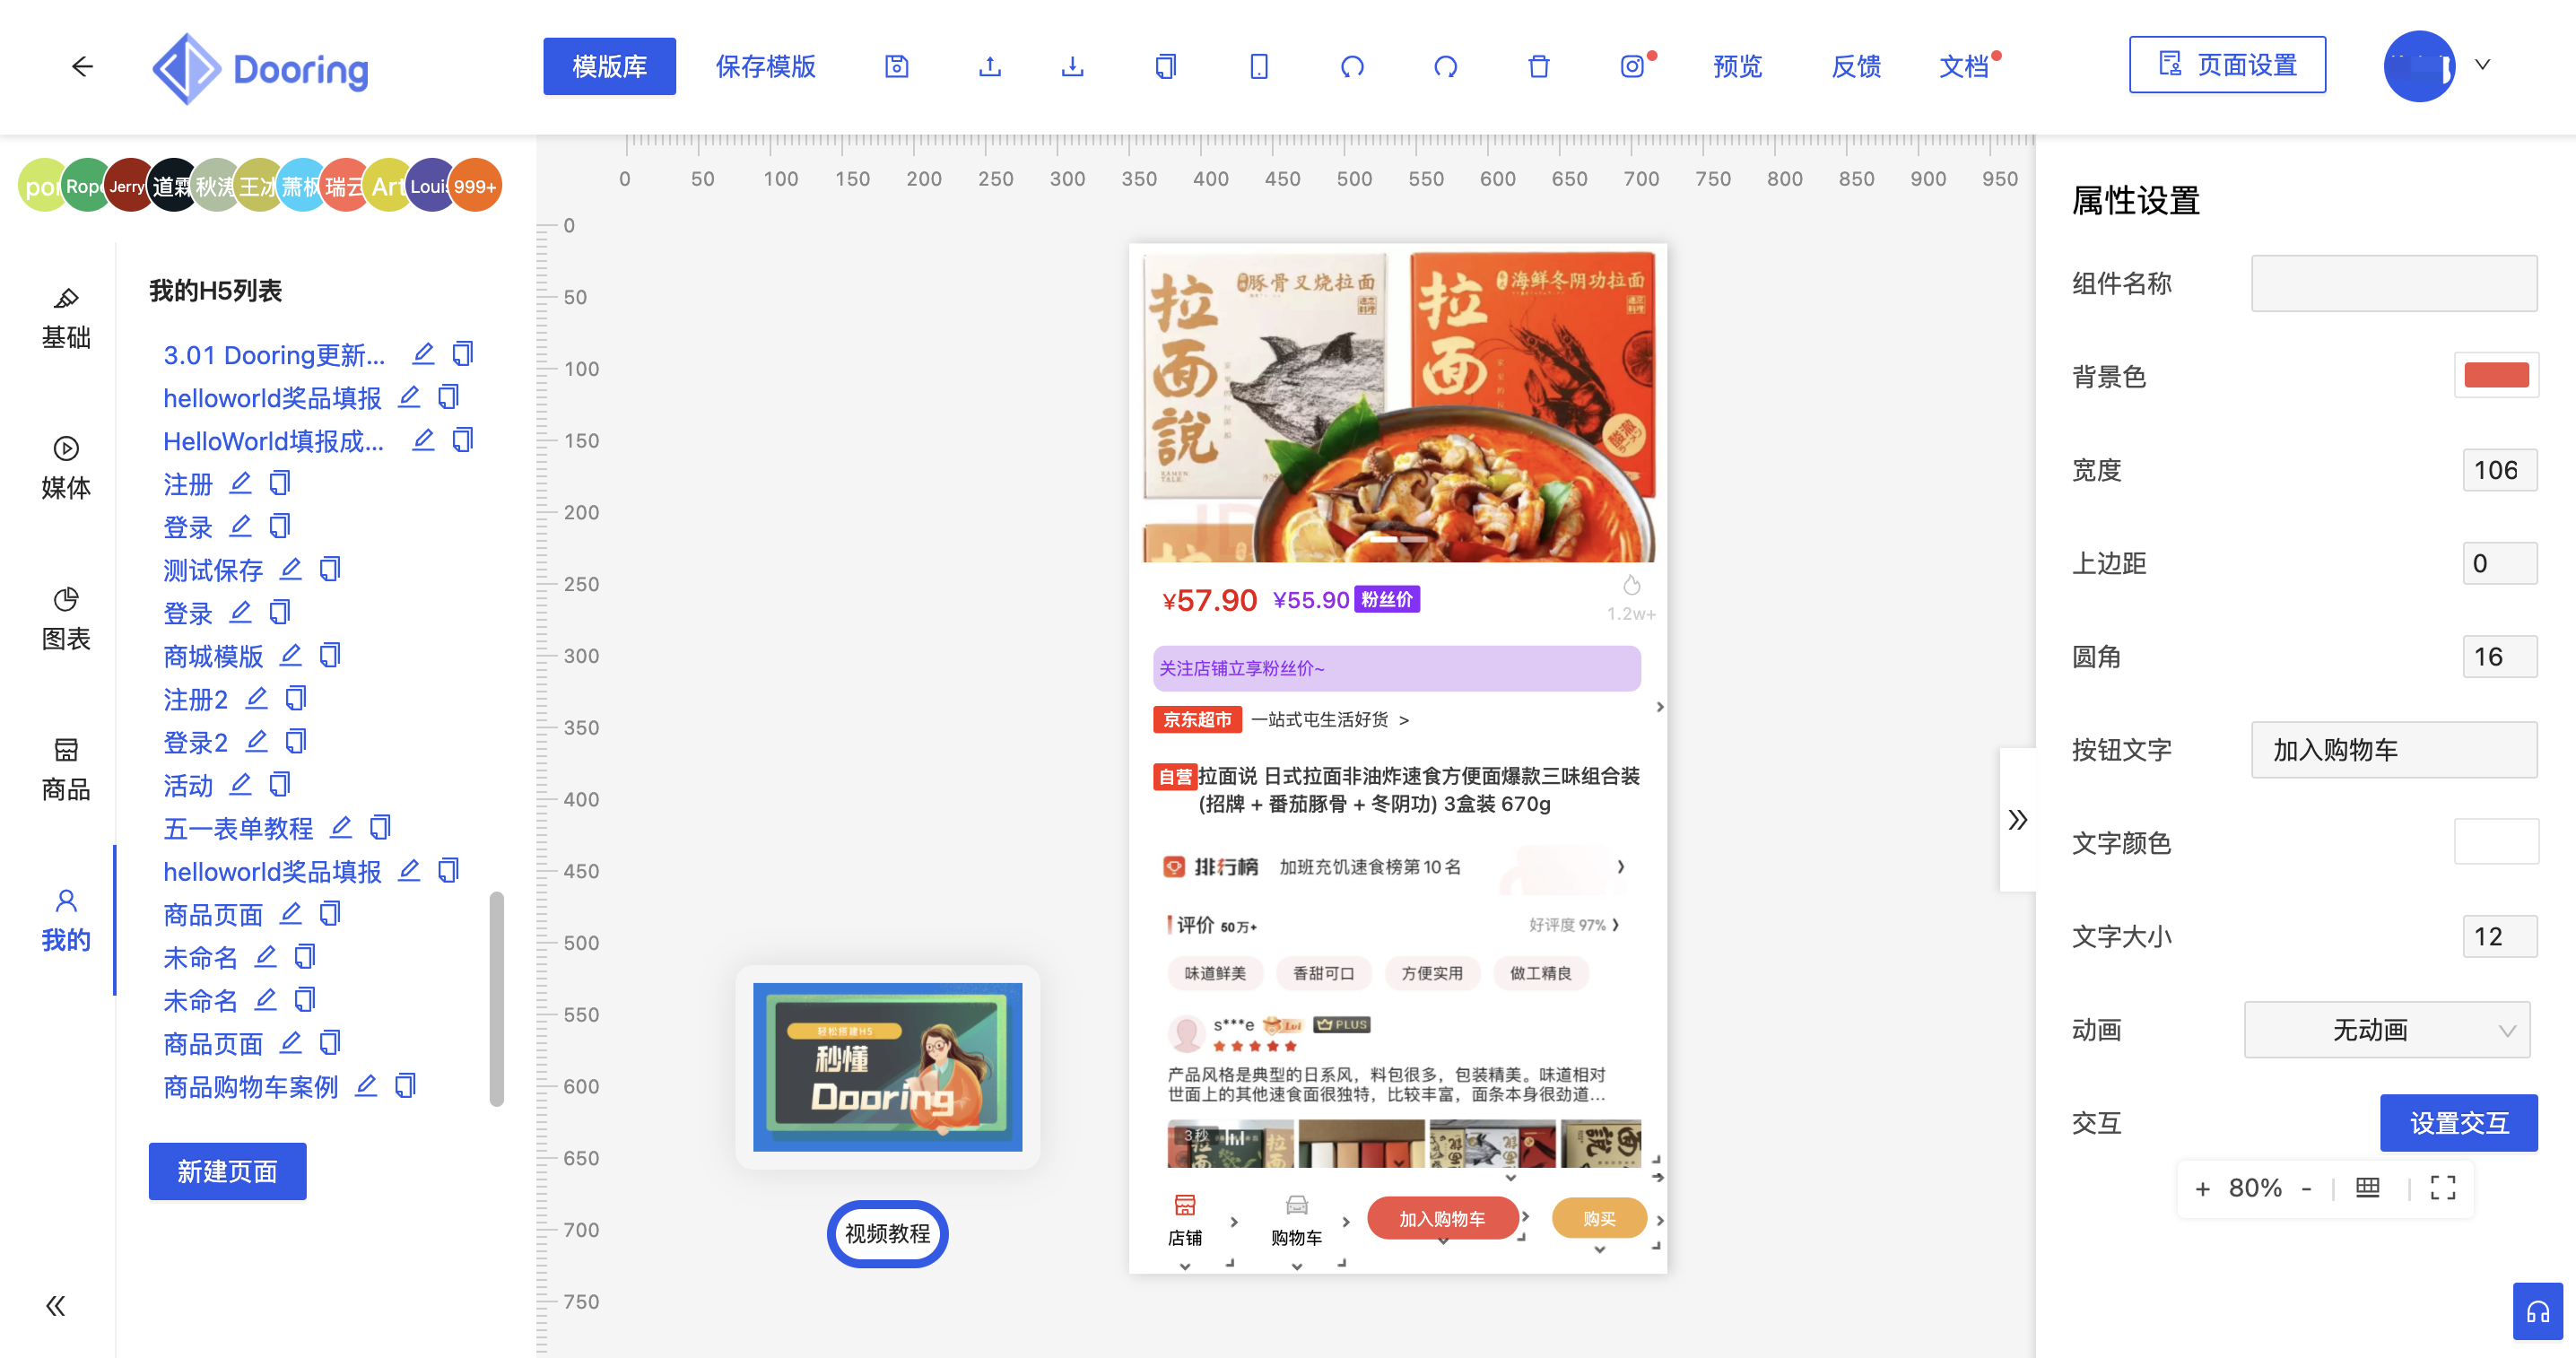 Dooring
模版库
保存模版
预览
反馈
文档
页面设置
Jerry
道霖
999+
0 50 100 150 200 250 300 350 400 450 500 550 600 650 700 750 800 850 900 950
基础
媒体
图表
商品
我的
我的H5列表
3.01 Dooring更新...
helloworld奖品填报
HelloWorld填报成...
注册
登录
测试保存
登录
商城模版
注册2
登录2
活动
五一表单教程
helloworld奖品填报
商品页面
未命名
未命名
商品页面
商品购物车案例
新建页面
0
50
100
150
200
250
300
350
400
450
500
550
600
650
700
750
轻松搭建H5
秒懂
Dooring
视频教程
拉面説
豚骨叉烧拉面
RAMEN TALK
拉面
海鲜冬阴功拉面
¥57.90 ¥55.90 粉丝价
1.2w+
关注店铺立享粉丝价~
京东超市 一站式屯生活好货 >
自营 拉面说 日式拉面非油炸速食方便面爆款三味组合装
(招牌 + 番茄豚骨 + 冬阴功) 3盒装 670g
排行榜 加班充饥速食榜第10名
评价 50万+ 好评度 97%
味道鲜美 香甜可口 方便实用 做工精良
s***e PLUS
产品风格是典型的日系风，料包很多，包装精美。味道相对
世面上的其他速食面很独特，比较丰富，面条本身很劲道...
3秒
店铺
购物车
加入购物车
购买
属性设置
组件名称
背景色
宽度 106
上边距 0
圆角 16
按钮文字 加入购物车
文字颜色
文字大小 12
动画 无动画
交互 设置交互
+ 80% -